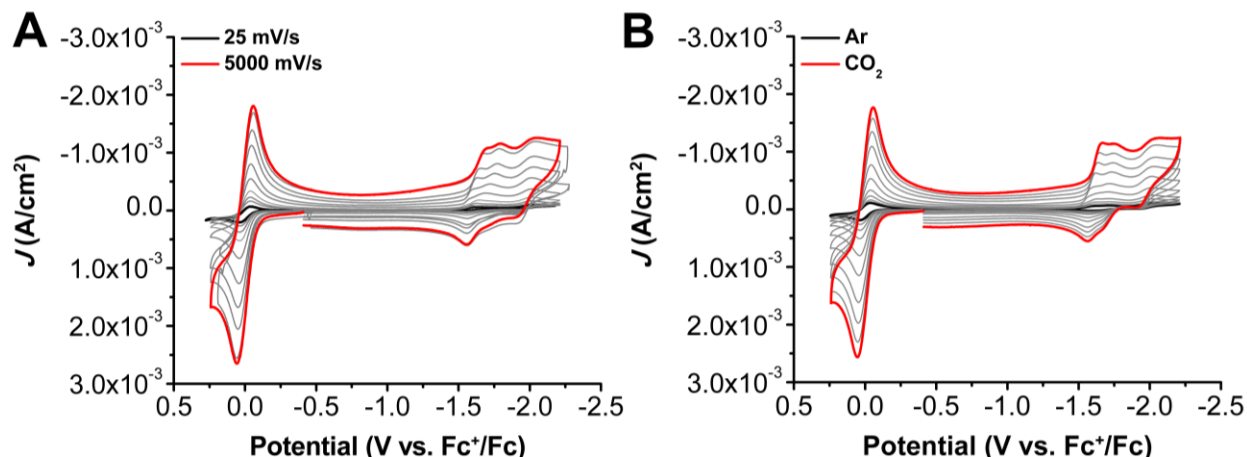 A
25 mV/s
5000 mV/s
-3.0x10⁻³
-2.0x10⁻³
-1.0x10⁻³
0.0
1.0x10⁻³
2.0x10⁻³
3.0x10⁻³
J (A/cm²)
0.5 0.0 -0.5 -1.0 -1.5 -2.0 -2.5
Potential (V vs. Fc⁺/Fc)
B
Ar
CO₂
-3.0x10⁻³
-2.0x10⁻³
-1.0x10⁻³
0.0
1.0x10⁻³
2.0x10⁻³
3.0x10⁻³
J (A/cm²)
0.5 0.0 -0.5 -1.0 -1.5 -2.0 -2.5
Potential (V vs. Fc⁺/Fc)